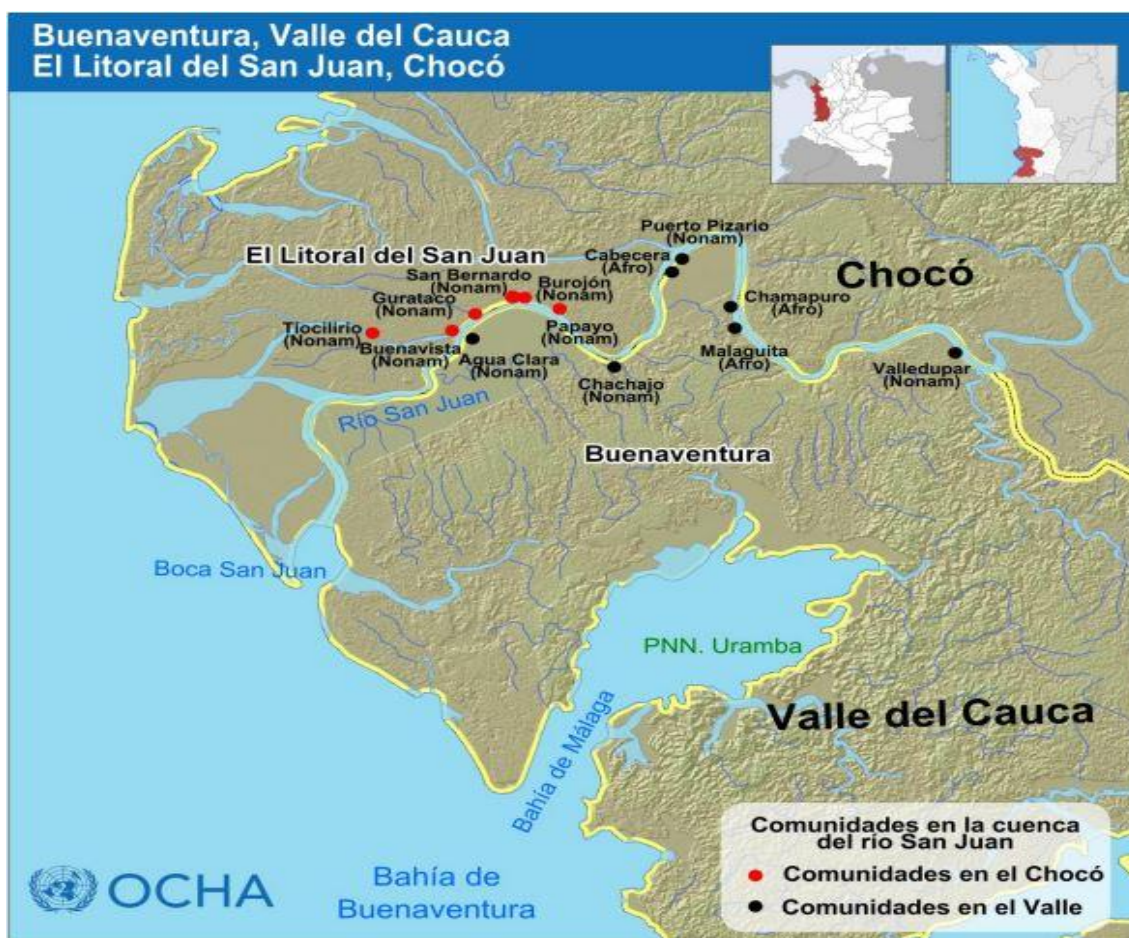 Buenaventura, Valle del Cauca
El Litoral del San Juan, Chocó
Puerto Pizario
(Nonam)
Cabecera
(Afro)
El Litoral del San Juan
Chocó
San Bernardo
(Nonam)
Burojón
(Nonam)
Gurataco
(Nonam)
Chamapuro
(Afro)
Tiocilirio
(Nonam)
Papayo
(Nonam)
Buenavista
(Nonam)
Agua Clara
(Nonam)
Malaguita
(Afro)
Valledupar
(Nonam)
Chachajo
(Nonam)
Río San Juan
Buenaventura
Boca San Juan
PNN. Uramba
Valle del Cauca
Bahía de Málaga
Comunidades en la cuenca
del río San Juan
Comunidades en el Chocó
Comunidades en el Valle
OCHA
Bahía de
Buenaventura